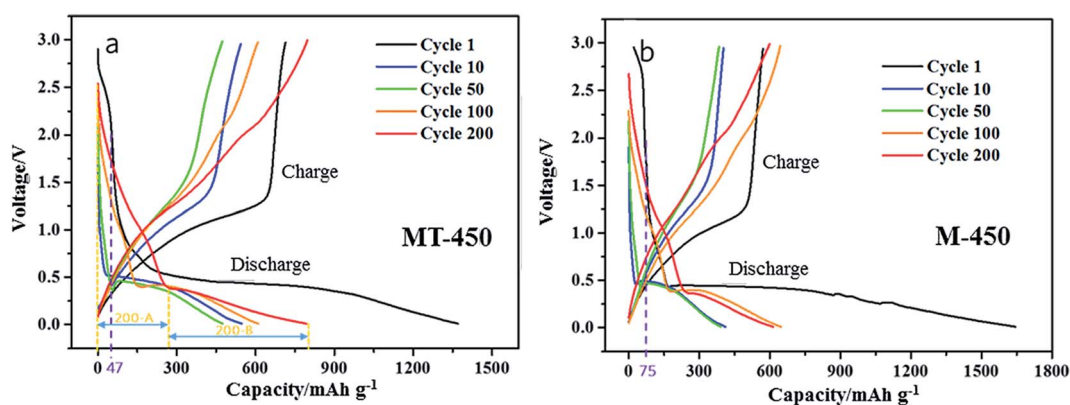 a
3.0
2.5
2.0
1.5
1.0
0.5
0.0
Voltage/V
Cycle 1
Cycle 10
Cycle 50
Cycle 100
Cycle 200
Charge
MT-450
Discharge
200-A
200-B
0 300 600 900 1200 1500
47
Capacity/mAh g-1
b
3.0
2.5
2.0
1.5
1.0
0.5
0.0
Voltage/V
Cycle 1
Cycle 10
Cycle 50
Cycle 100
Cycle 200
Charge
M-450
Discharge
0 300 600 900 1200 1500 1800
75
Capacity/mAh g-1